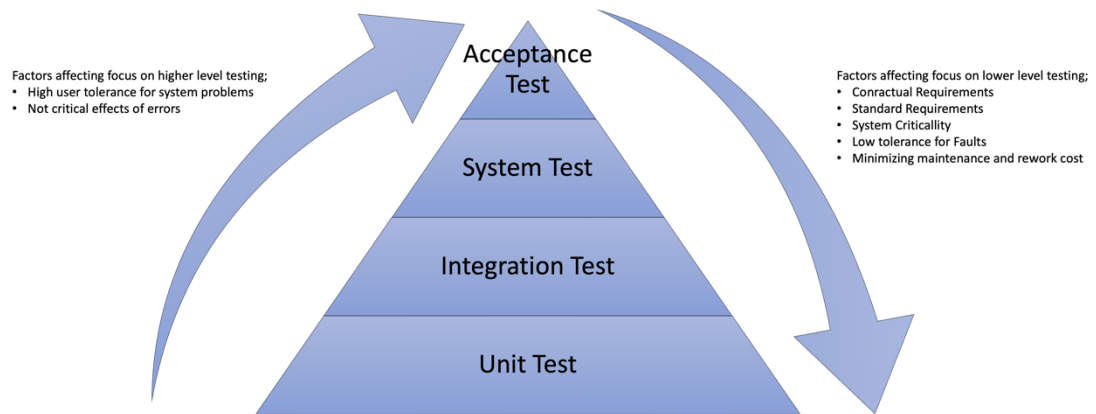 Factors affecting focus on higher level testing;
• High user tolerance for system problems
• Not critical effects of errors
Acceptance
Test
System Test
Integration Test
Unit Test
Factors affecting focus on lower level testing;
• Conractual Requirements
• Standard Requirements
• System Criticallity
• Low tolerance for Faults
• Minimizing maintenance and rework cost